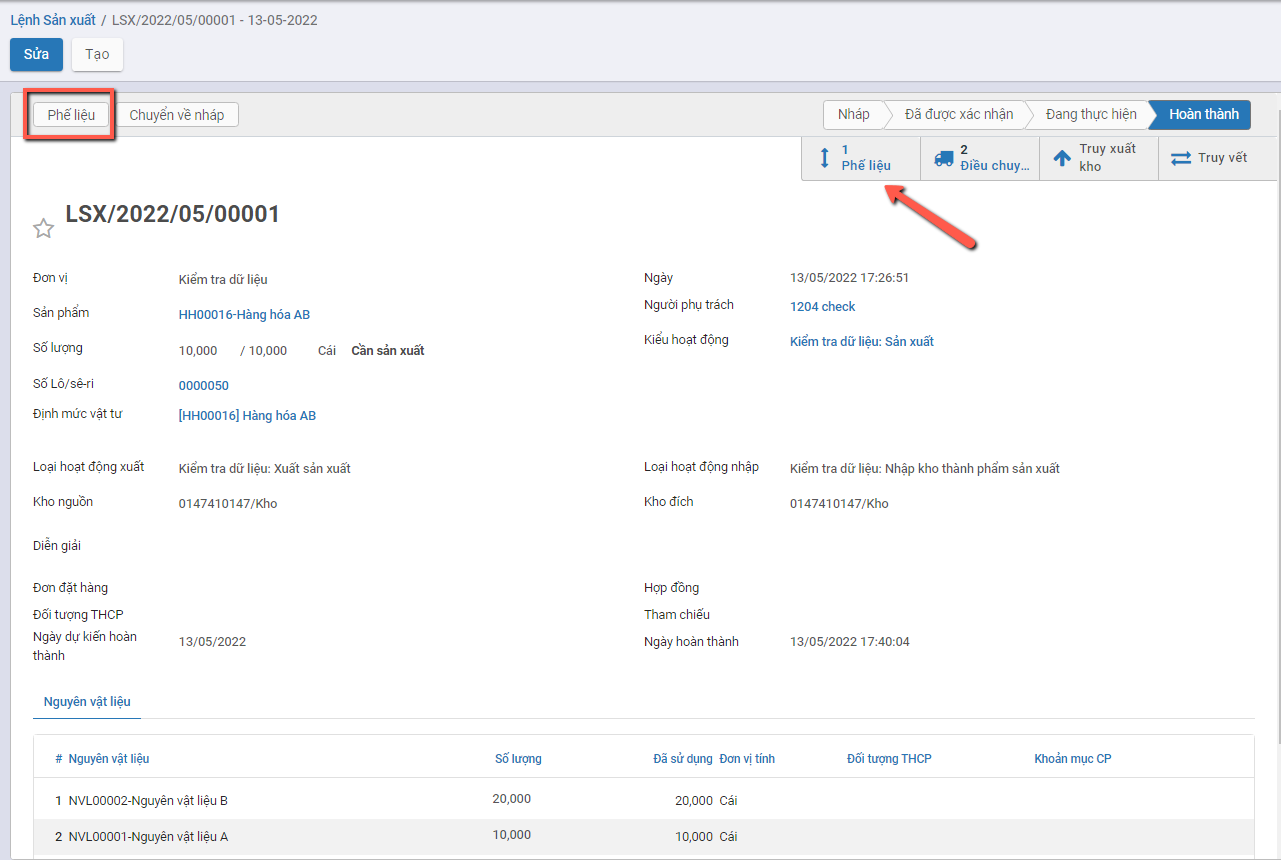 Lệnh Sản xuất / LSX/2022/05/00001 - 13-05-2022
Sửa Tạo
Phế liệu Chuyển về nháp Nháp Đã được xác nhận Đang thực hiện Hoàn thành
1 Phế liệu 2 Điều chuy... Truy xuất kho Truy vết
LSX/2022/05/00001
Đơn vị Kiểm tra dữ liệu Ngày 13/05/2022 17:26:51
Sản phẩm HH00016-Hàng hóa AB Người phụ trách 1204 check
Số lượng 10,000 / 10,000 Cái Cần sản xuất Kiểu hoạt động Kiểm tra dữ liệu: Sản xuất
Số Lô/sê-ri 0000050
Định mức vật tư [HH00016] Hàng hóa AB
Loại hoạt động xuất Kiểm tra dữ liệu: Xuất sản xuất Loại hoạt động nhập Kiểm tra dữ liệu: Nhập kho thành phẩm sản xuất
Kho nguồn 0147410147/Kho Kho đích 0147410147/Kho
Diễn giải
Đơn đặt hàng Hợp đồng
Đối tượng THCP Tham chiếu
Ngày dự kiến hoàn thành 13/05/2022 Ngày hoàn thành 13/05/2022 17:40:04
Nguyên vật liệu
# Nguyên vật liệu Số lượng Đã sử dụng Đơn vị tính Đối tượng THCP Khoản mục CP
1 NVL00002-Nguyên vật liệu B 20,000 20,000 Cái
2 NVL00001-Nguyên vật liệu A 10,000 10,000 Cái